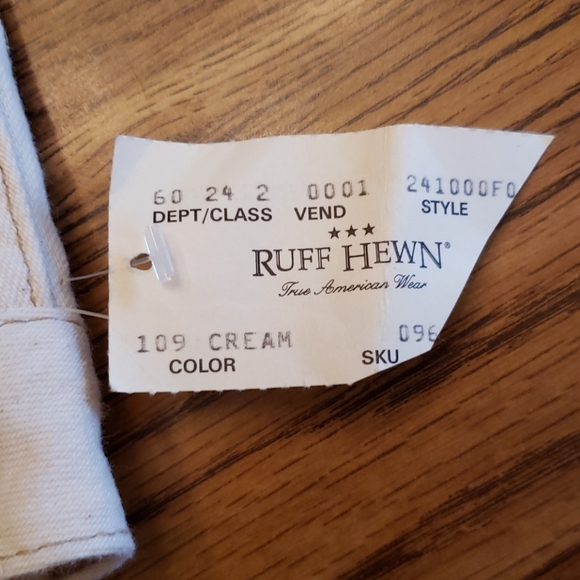 60 24 2 0001 241000F0
DEPT/CLASS VEND STYLE
★★★
RUFF HEWN®
True American Wear
109 CREAM 096
COLOR SKU